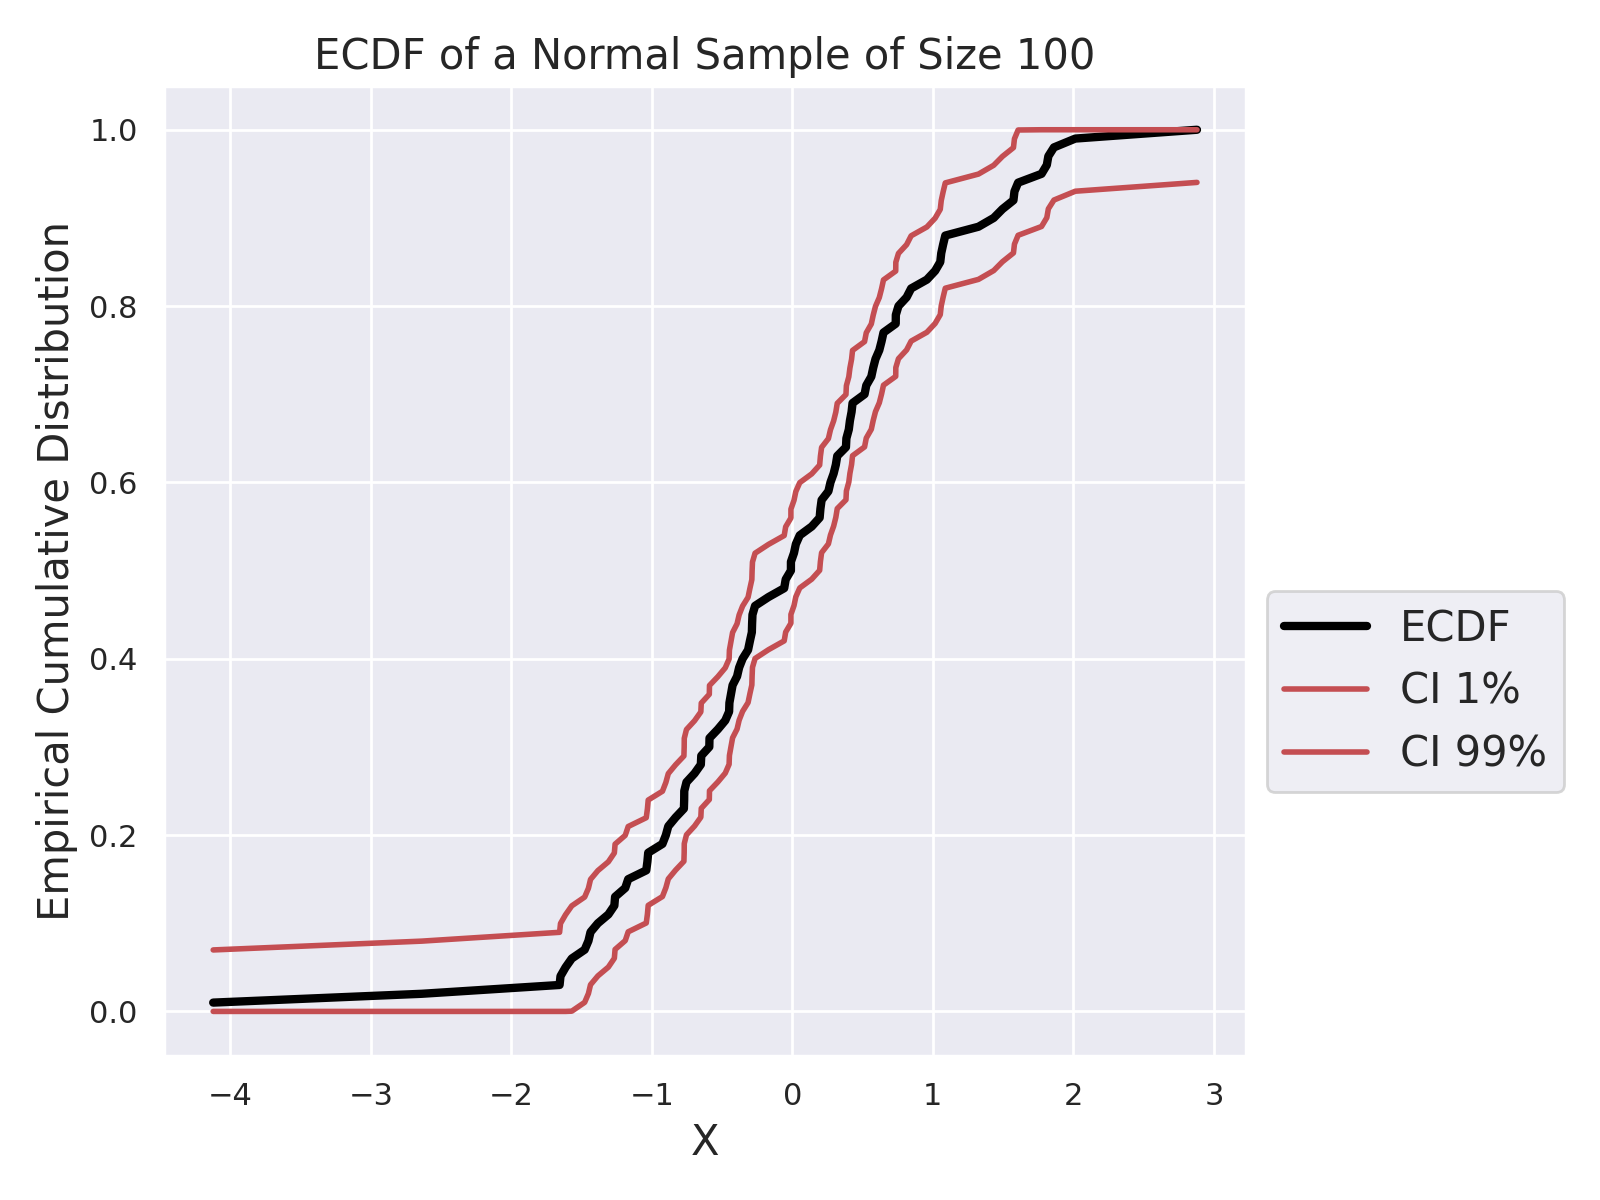 ECDF of a Normal Sample of Size 100
Empirical Cumulative Distribution
1.0
0.8
0.6
0.4
0.2
0.0
−4 −3 −2 −1 0 1 2 3
X
ECDF
CI 1%
CI 99%